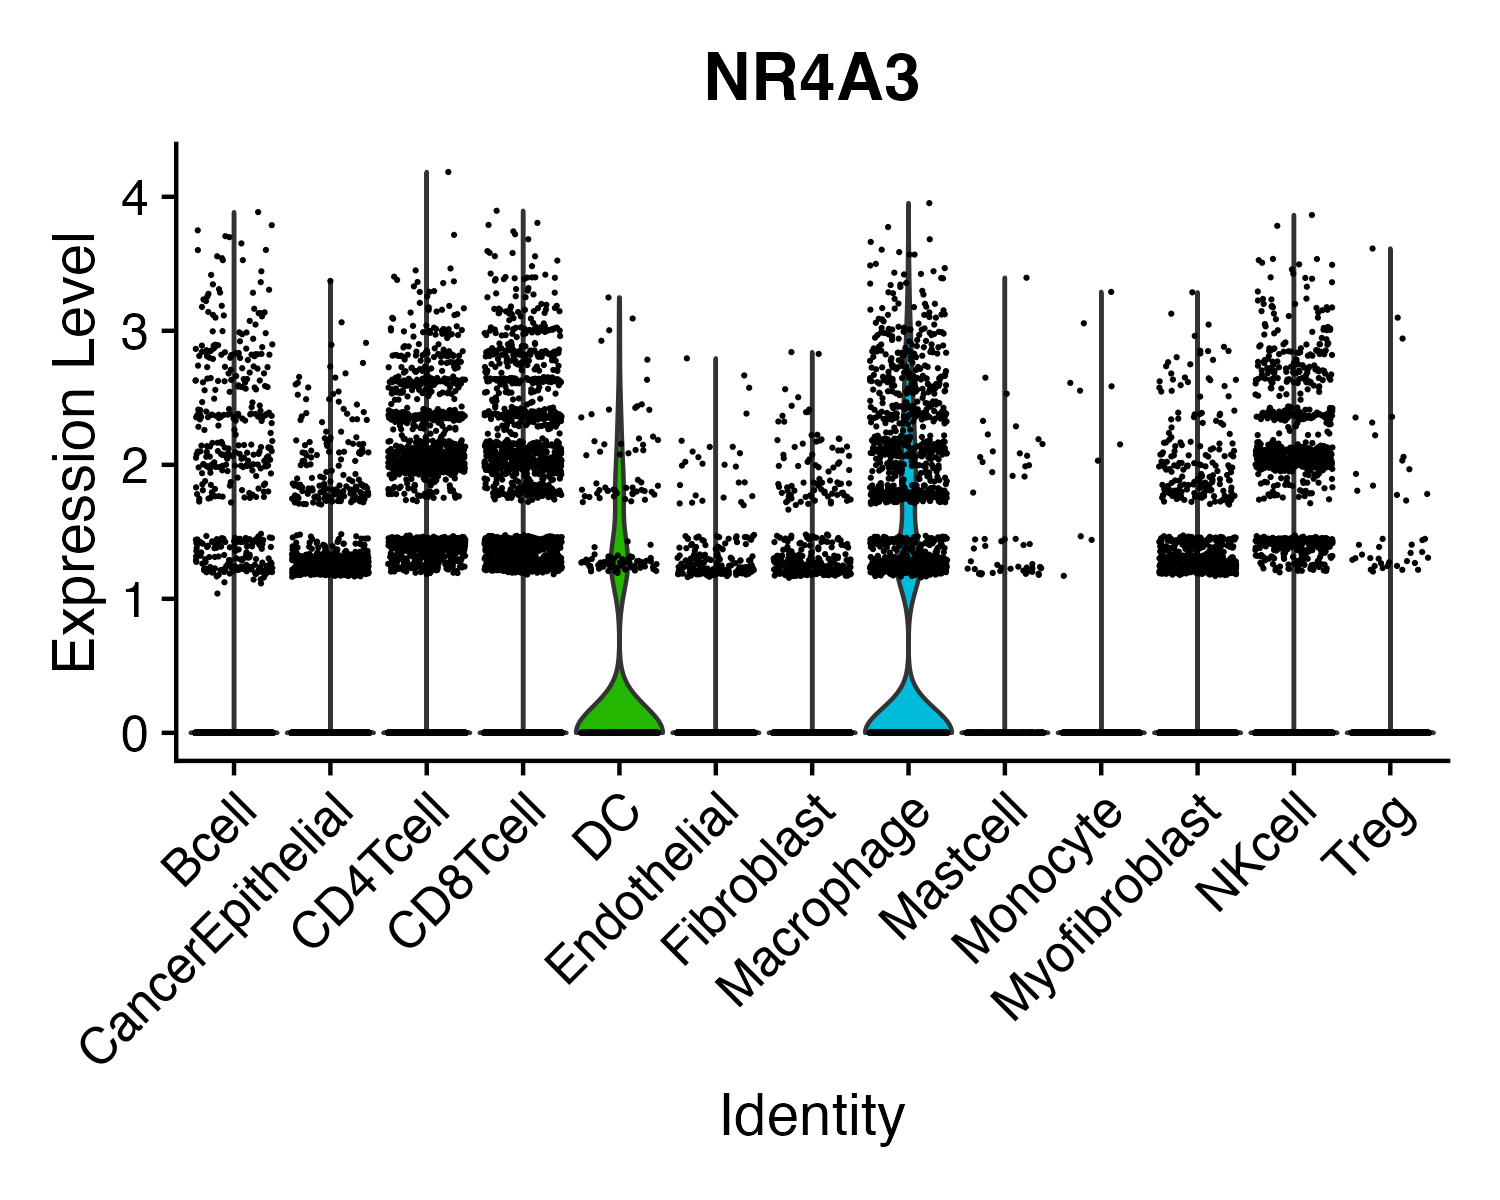 NR4A3
Expression Level
4
3
2
1
0
Bcell
CancerEpithelial
CD4Tcell
CD8Tcell
DC
Endothelial
Fibroblast
Macrophage
Mastcell
Monocyte
Myofibroblast
NKcell
Treg
Identity